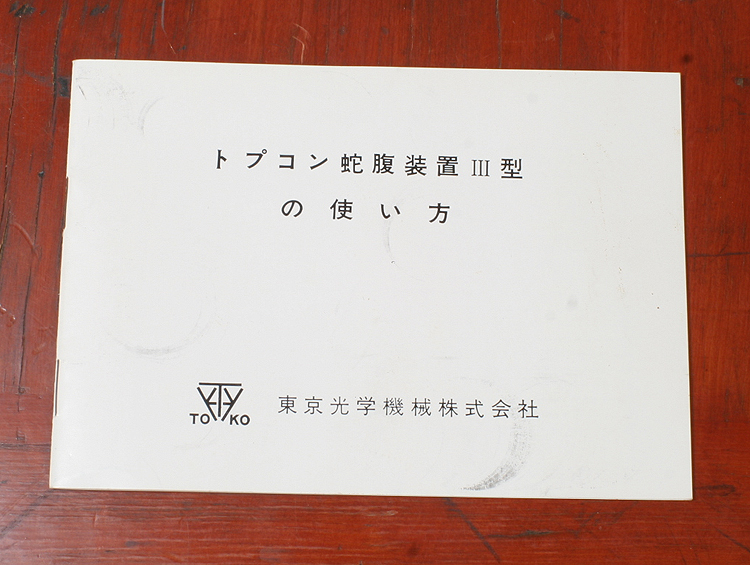 トプコン蛇腹装置III型
の使い方
TOKO
東京光学機械株式会社